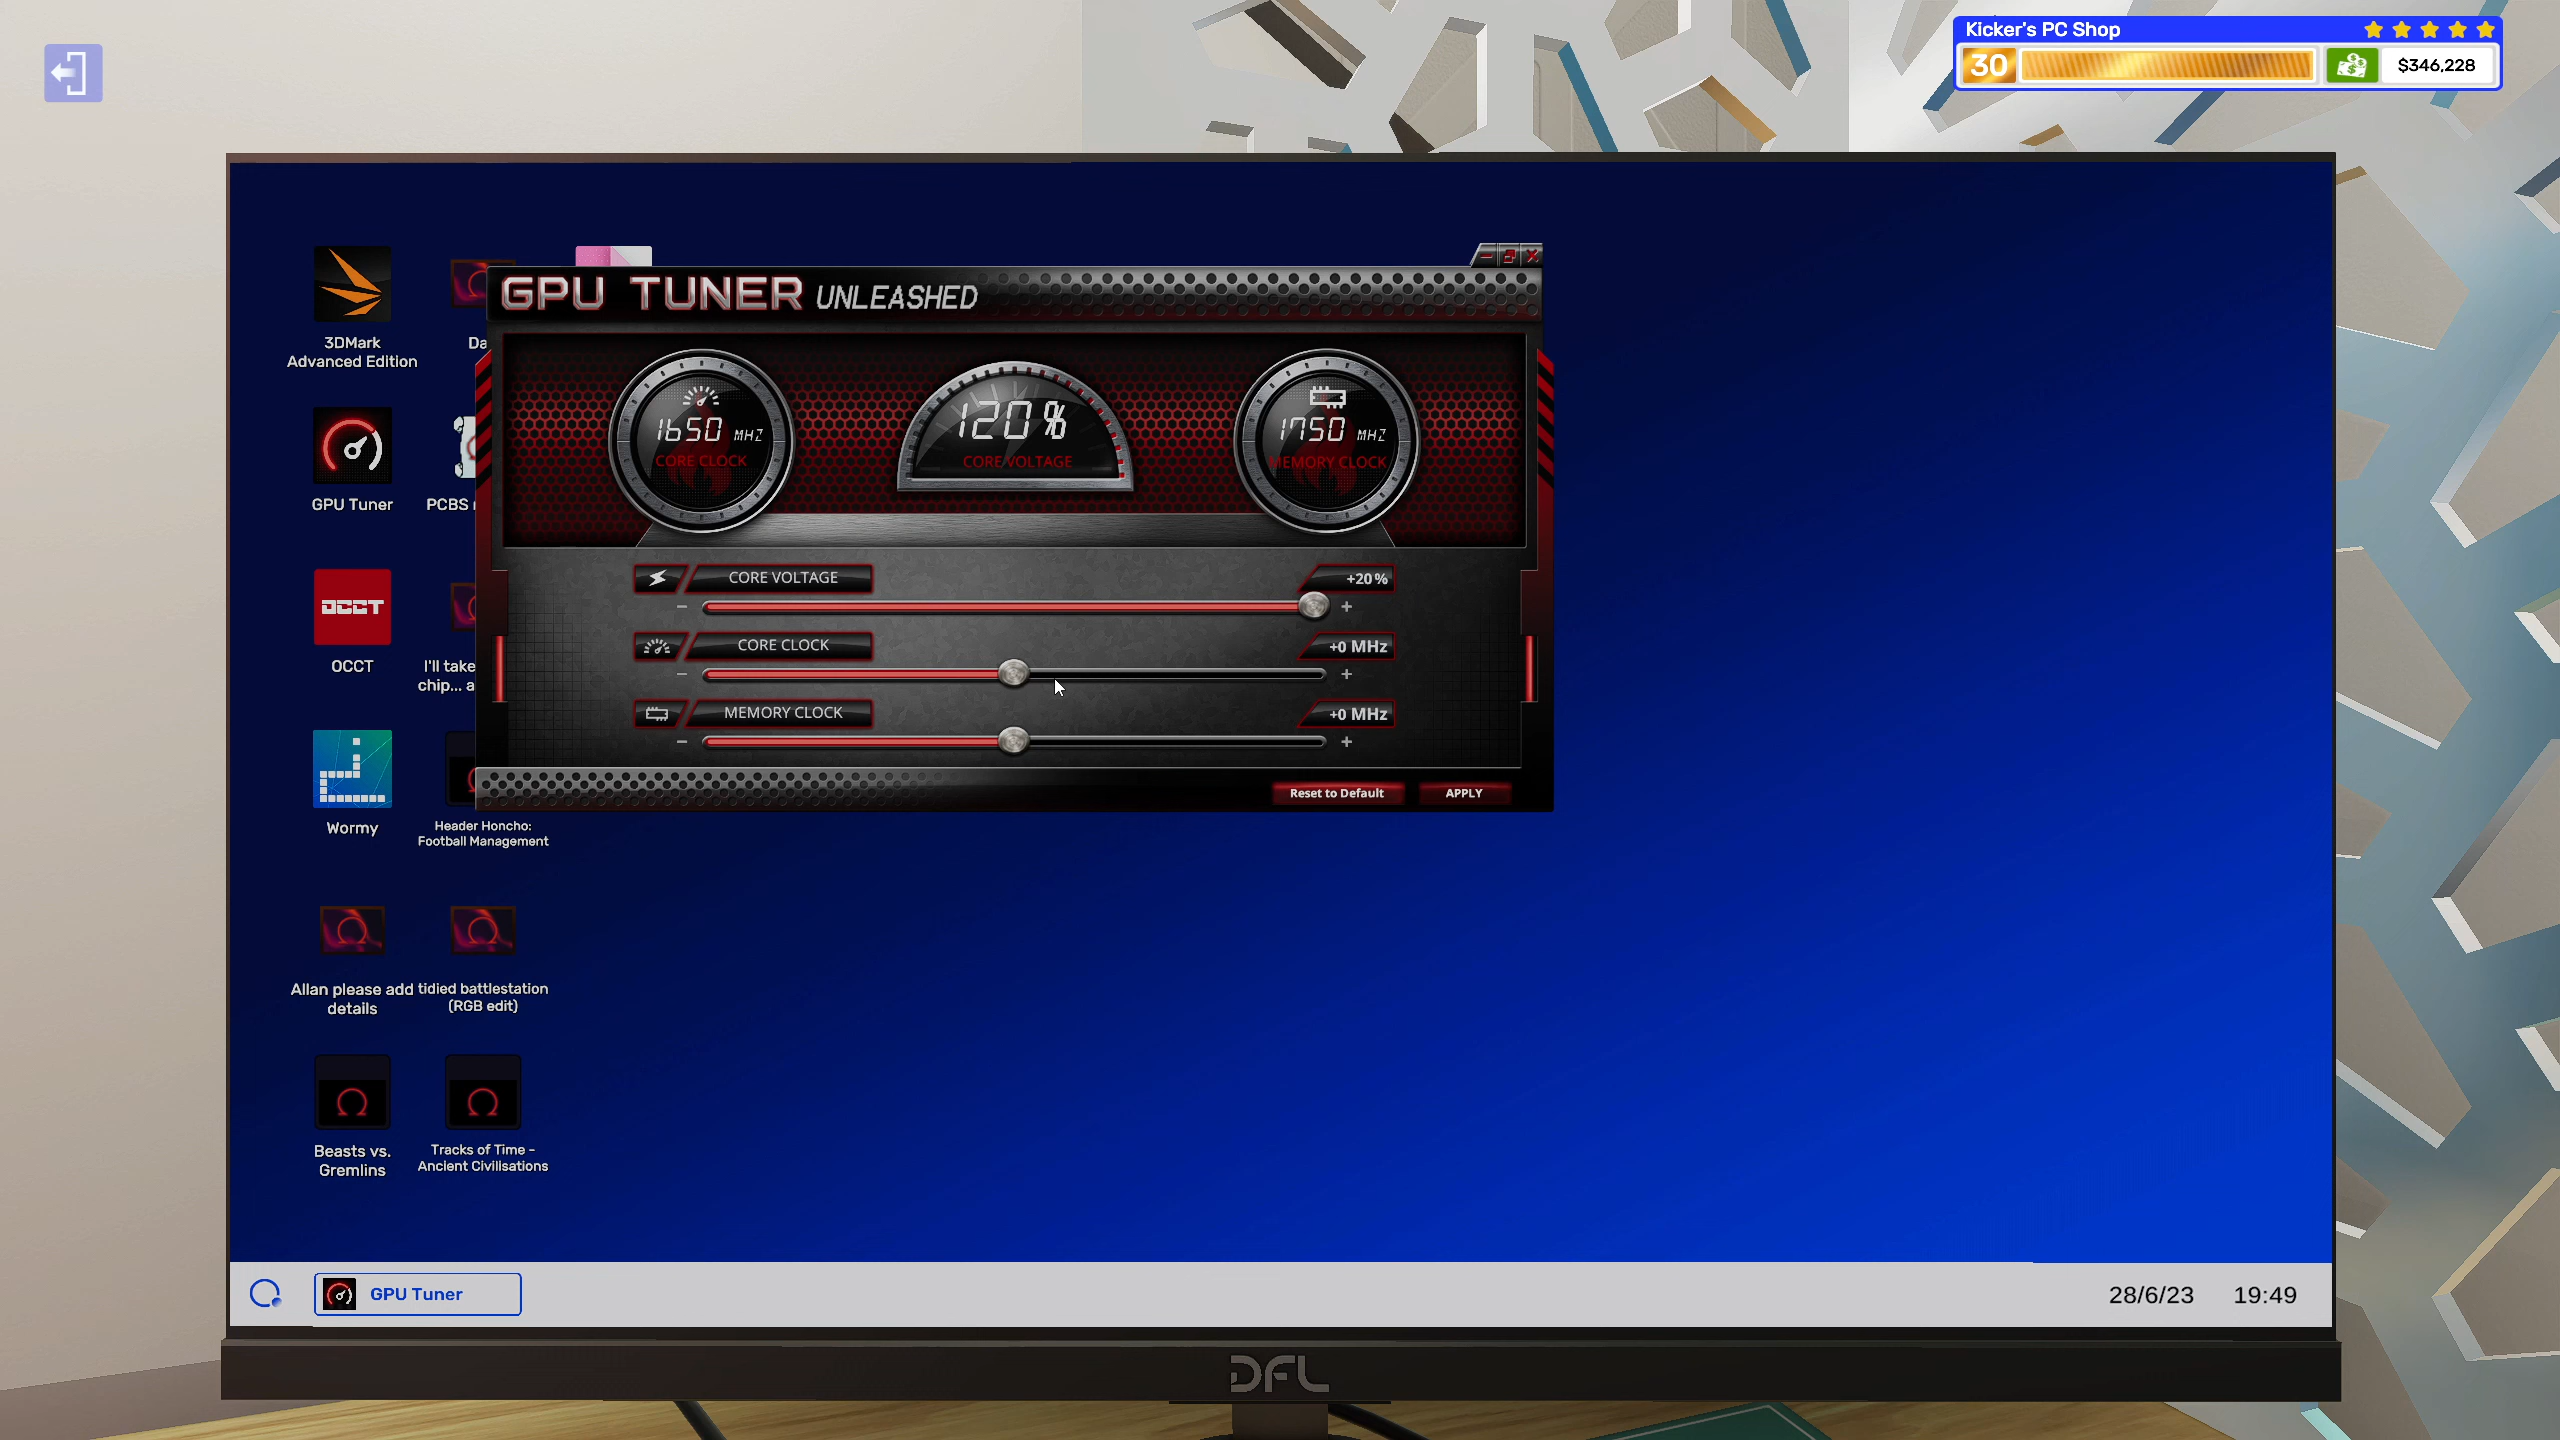 Kicker's PC Shop
30
$346,228
3DMark
Advanced Edition
Da
GPU TUNER UNLEASHED
1650 MHZ
CORE CLOCK
120%
CORE VOLTAGE
1750 MHZ
MEMORY CLOCK
GPU Tuner
PCBS
CORE VOLTAGE
+20%
CORE CLOCK
+0 MHz
MEMORY CLOCK
+0 MHz
Reset to Default
APPLY
OCCT
OCCT
I'll take
chip... a
Wormy
Header Honcho:
Football Management
Allan please add
details
tidied battlestation
(RGB edit)
Beasts vs.
Gremlins
Tracks of Time -
Ancient Civilisations
GPU Tuner
28/6/23
19:49
DFL